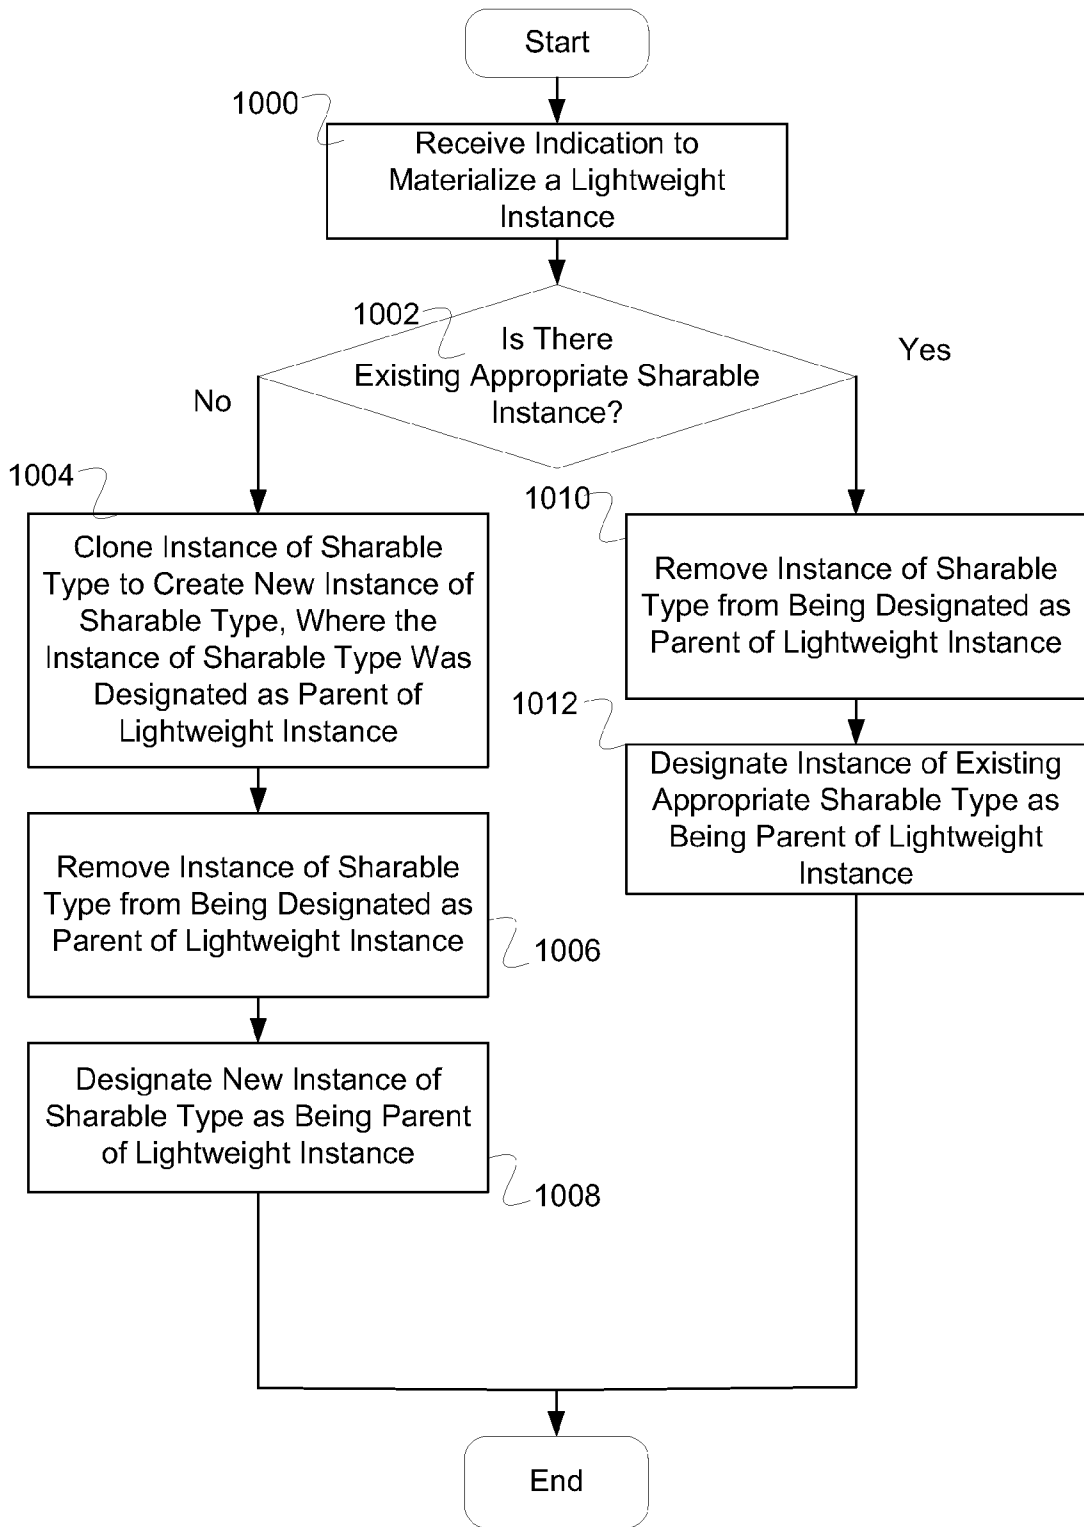 Start
1000
Receive Indication to
Materialize a Lightweight
Instance
1002
Is There
Existing Appropriate Sharable
Instance?
Yes
No
1004
Clone Instance of Sharable
Type to Create New Instance of
Sharable Type, Where the
Instance of Sharable Type Was
Designated as Parent of
Lightweight Instance
Remove Instance of Sharable
Type from Being Designated as
Parent of Lightweight Instance
1006
Designate New Instance of
Sharable Type as Being Parent
of Lightweight Instance
1008
1010
Remove Instance of Sharable
Type from Being Designated as
Parent of Lightweight Instance
1012
Designate Instance of Existing
Appropriate Sharable Type as
Being Parent of Lightweight
Instance
End